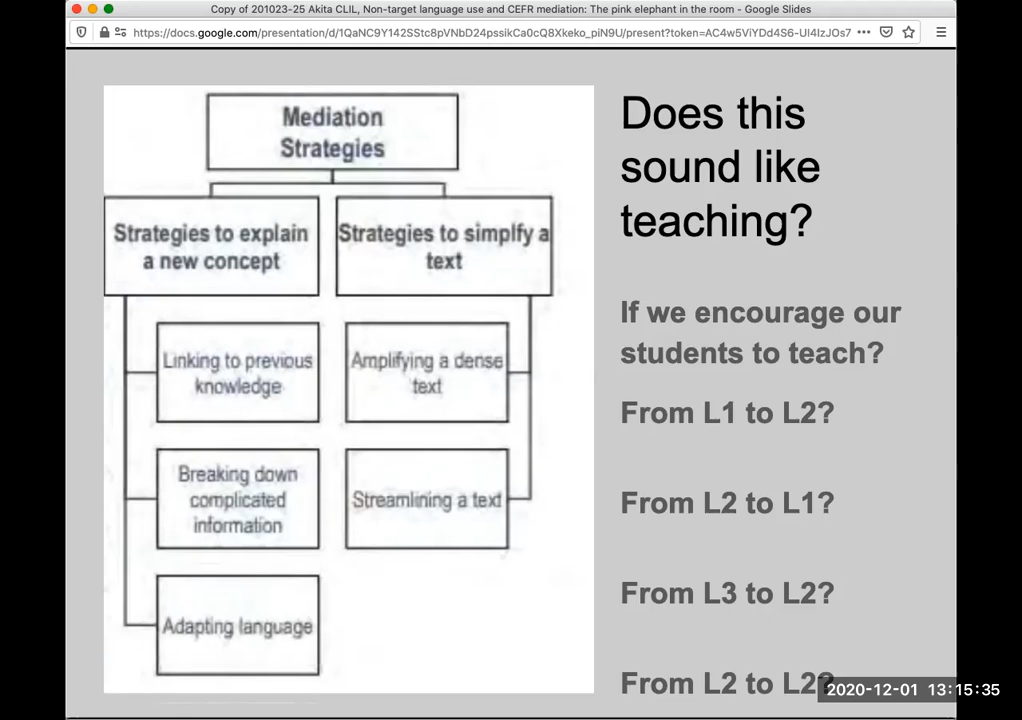 Copy of 201023-25 Akita CLIL, Non-target language use and CEFR mediation: The pink elephant in the room - Google Slides
https://docs.google.com/presentation/d/1QaNC9Y142SStc8pVNbD24pssikCa0cQ8Xkeko_piN9U/present?token=AC4w5ViYDd4S6-UI4IzJOs7
Mediation
Strategies
Strategies to explain
a new concept
Strategies to simplfy a
text
Linking to previous
knowledge
Amplifying a dense
text
Breaking down
complicated
information
Streamlining a text
Adapting language
Does this
sound like
teaching?
If we encourage our
students to teach?
From L1 to L2?
From L2 to L1?
From L3 to L2?
From L2 to L2?
2020-12-01 13:15:35